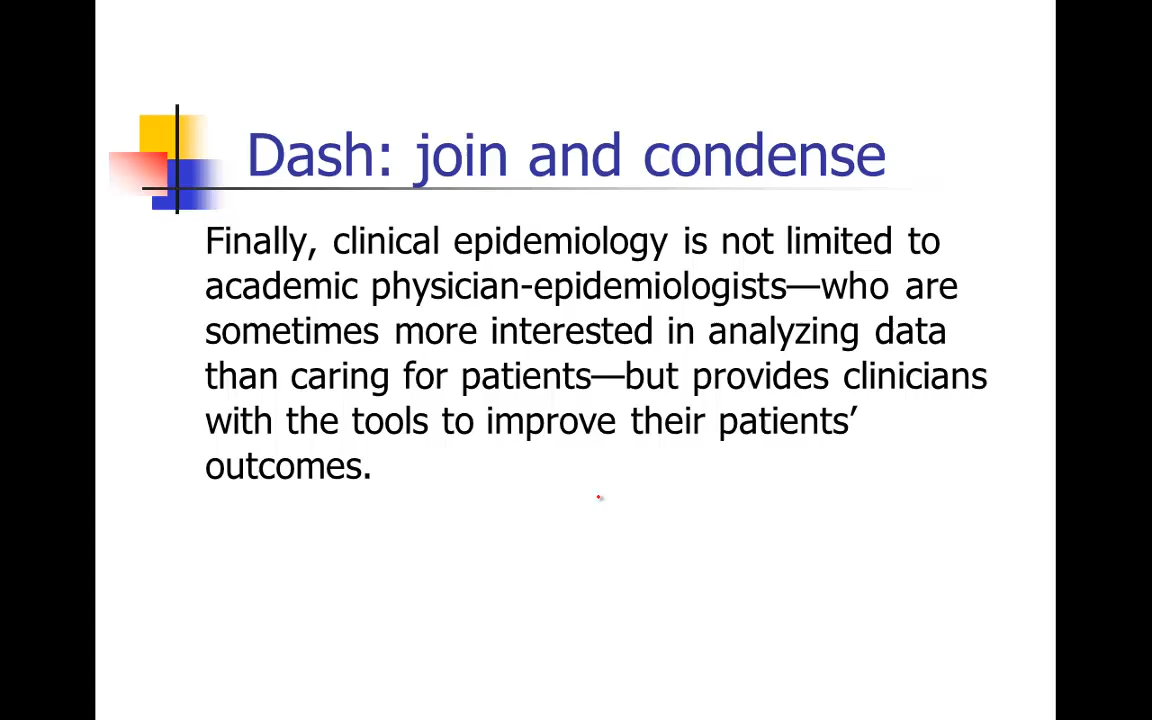 Dash: join and condense
Finally, clinical epidemiology is not limited to
academic physician-epidemiologists—who are
sometimes more interested in analyzing data
than caring for patients—but provides clinicians
with the tools to improve their patients’
outcomes.